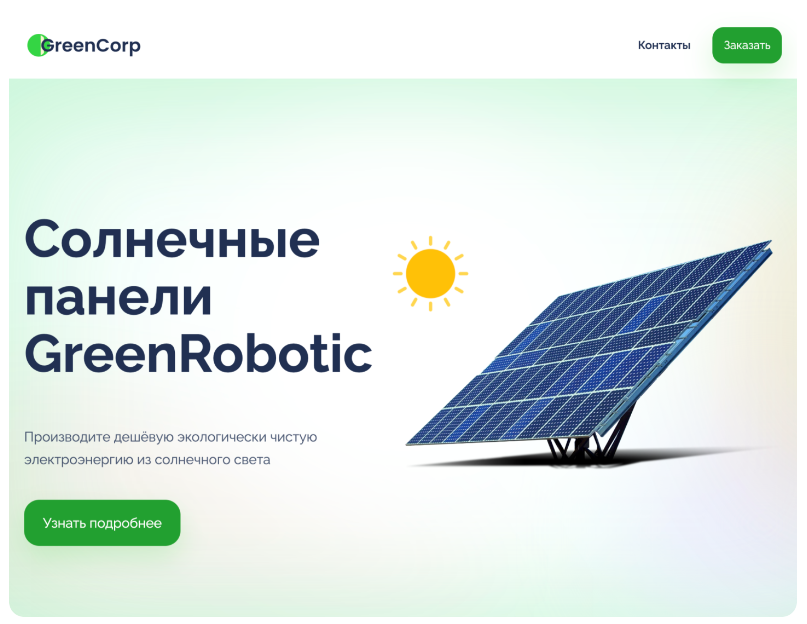 GreenCorp
Контакты
Заказать
Солнечные
панели
GreenRobotic
Производите дешёвую экологически чистую
электроэнергию из солнечного света
Узнать подробнее